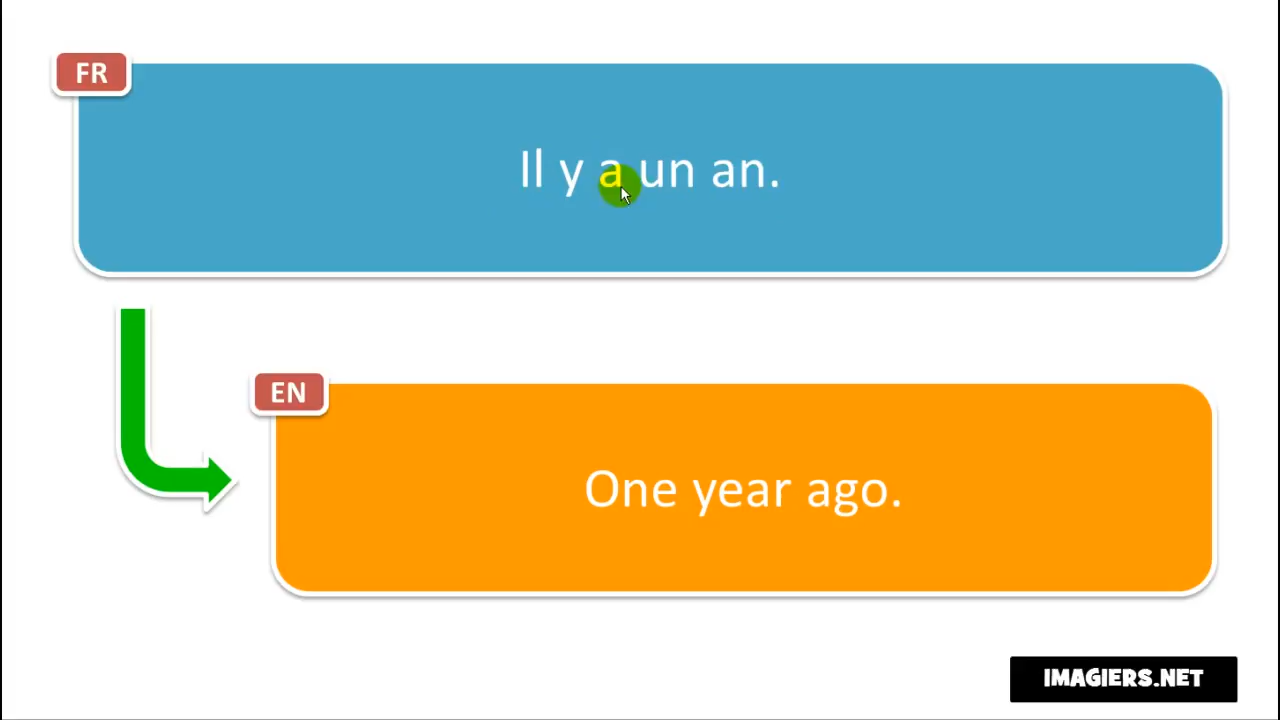 FR
Il y a un an.
EN
One year ago.
IMAGIERS.NET